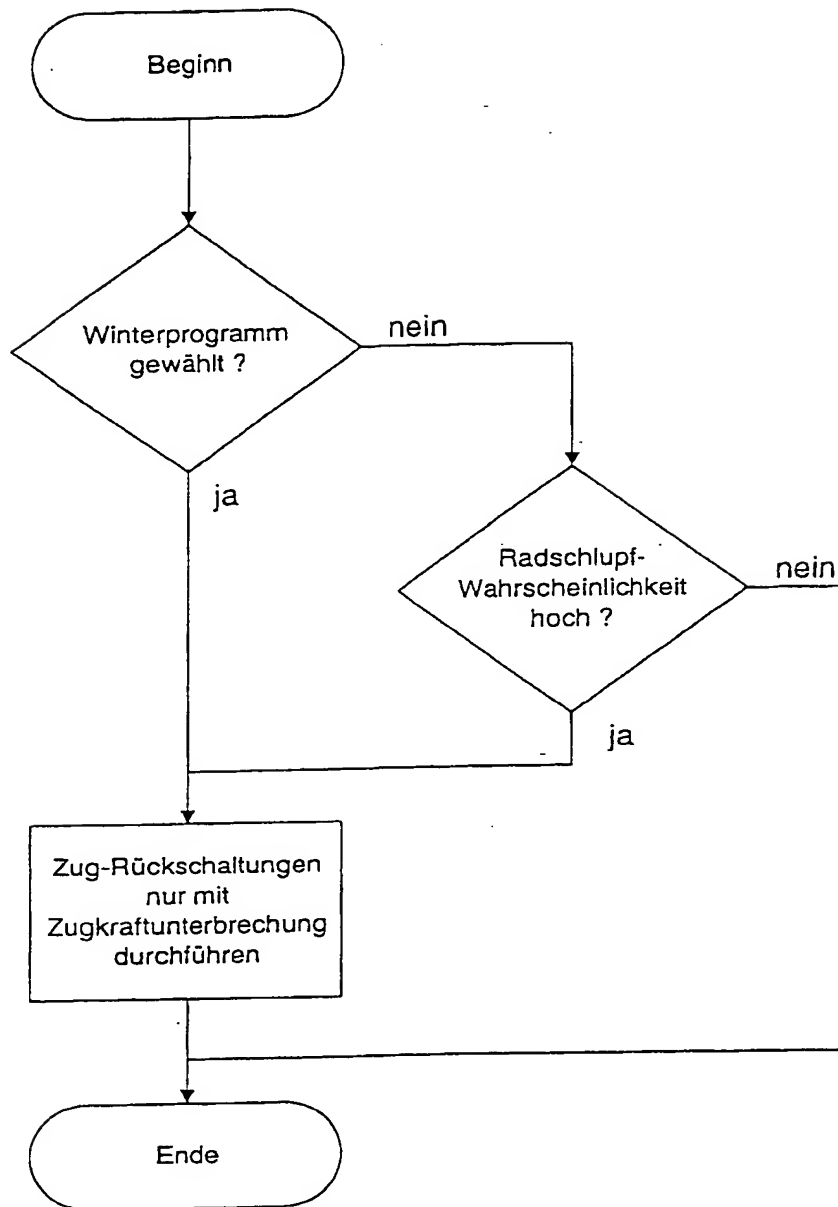 Beginn
Winterprogramm
gewählt ?
nein
ja
Radschlupf-
Wahrscheinlichkeit
hoch ?
nein
ja
Zug-Rückschaltungen
nur mit
Zugkraftunterbrechung
durchführen
Ende